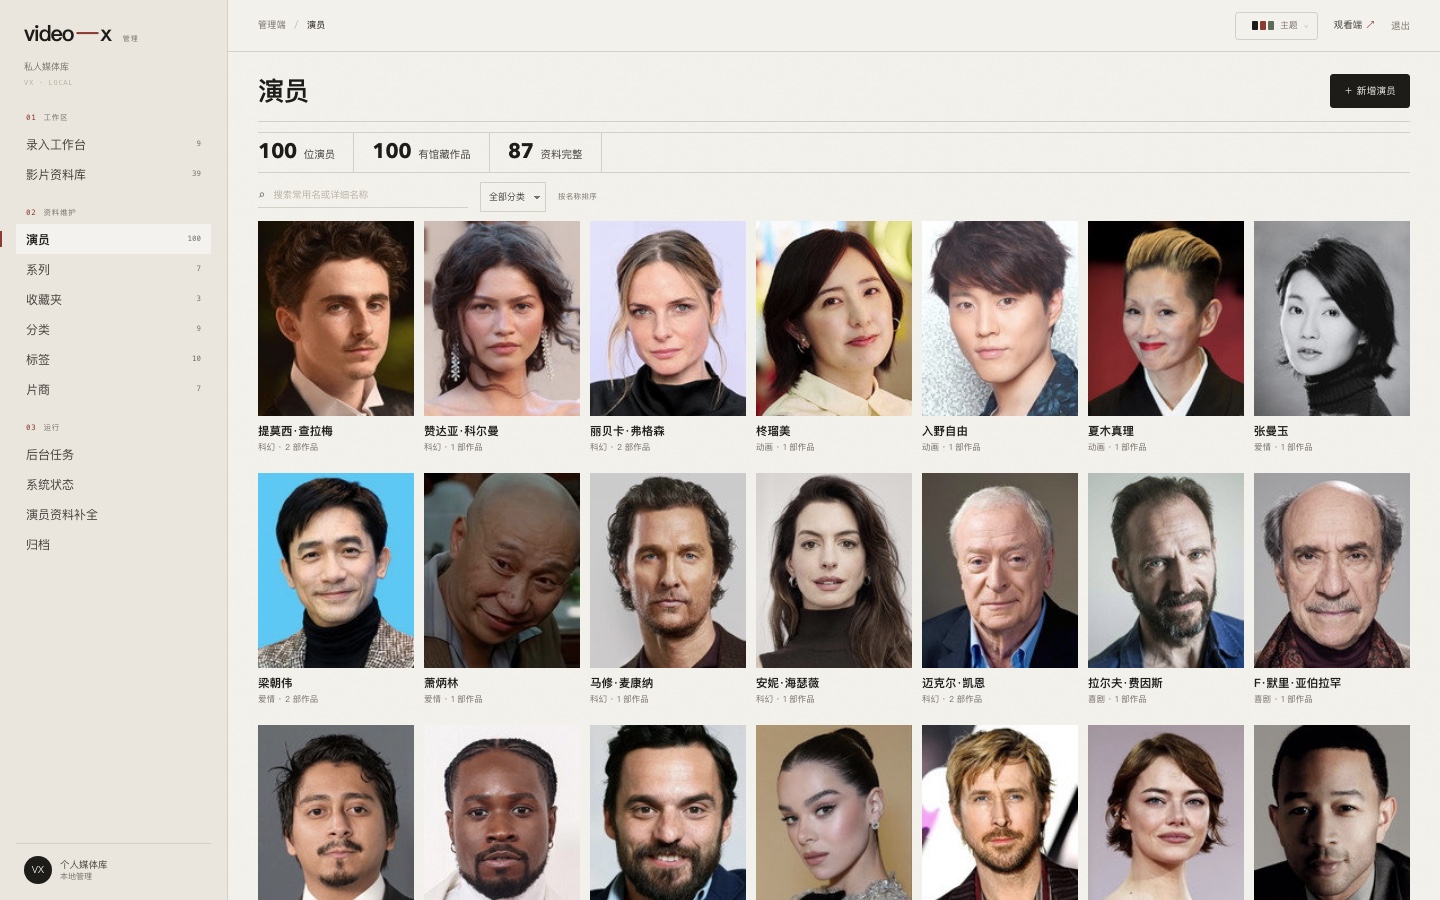 video—x 管理
私人媒体库
VX · LOCAL
01 工作区
录入工作台 9
影片资料库 39
02 资料维护
演员 100
系列 7
收藏夹 3
分类 9
标签 10
片商 7
03 运行
后台任务
系统状态
演员资料补全
归档
VX
个人媒体库
本地管理
管理端 / 演员
主题
观看端 ↗
退出
演员
+ 新增演员
100 位演员
100 有馆藏作品
87 资料完整
搜索常用名或详细名称
全部分类
按名称排序
提莫西·查拉梅
科幻 · 2 部作品
赞达亚·科尔曼
科幻 · 1 部作品
丽贝卡·弗格森
科幻 · 2 部作品
柊瑠美
动画 · 1 部作品
入野自由
动画 · 1 部作品
夏木真理
动画 · 1 部作品
张曼玉
爱情 · 1 部作品
梁朝伟
爱情 · 2 部作品
萧炳林
爱情 · 1 部作品
马修·麦康纳
科幻 · 1 部作品
安妮·海瑟薇
科幻 · 1 部作品
迈克尔·凯恩
科幻 · 2 部作品
拉尔夫·费因斯
喜剧 · 1 部作品
F·默里·亚伯拉罕
喜剧 · 1 部作品